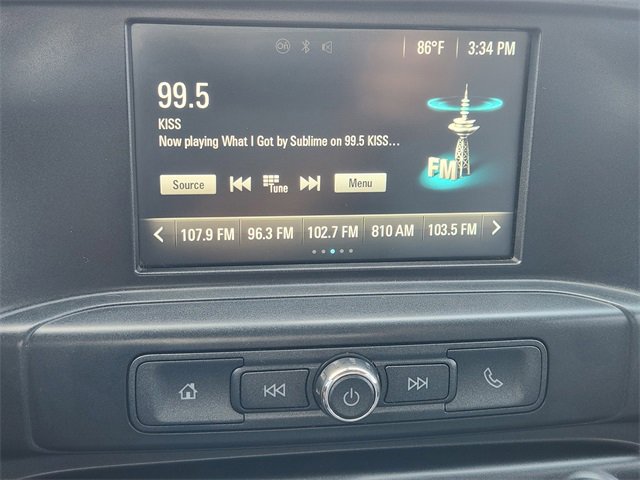 On 86°F 3:34 PM
99.5
KISS
Now playing What I Got by Sublime on 99.5 KISS...
FM
Source Tune Menu
107.9 FM 96.3 FM 102.7 FM 810 AM 103.5 FM